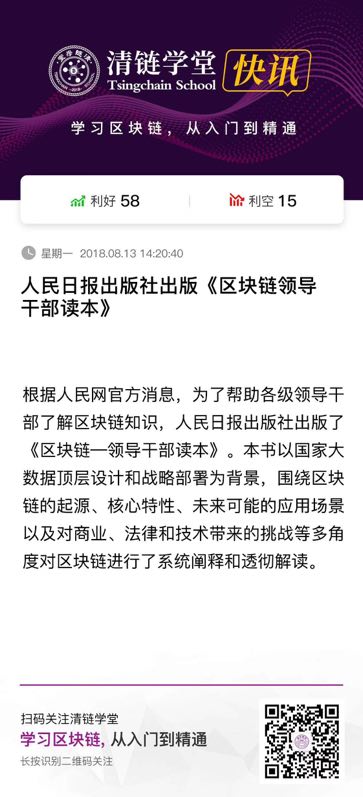 清链学堂
Tsingchain School
快讯
学习区块链，从入门到精通
利好 58
利空 15
星期一 2018.08.13 14:20:40
人民日报出版社出版《区块链领导
干部读本》
根据人民网官方消息，为了帮助各级领导干
部了解区块链知识，人民日报出版社出版了
《区块链—领导干部读本》。本书以国家大
数据顶层设计和战略部署为背景，围绕区块
链的起源、核心特性、未来可能的应用场景
以及对商业、法律和技术带来的挑战等多角
度对区块链进行了系统阐释和透彻解读。
扫码关注清链学堂
学习区块链, 从入门到精通
长按识别二维码关注